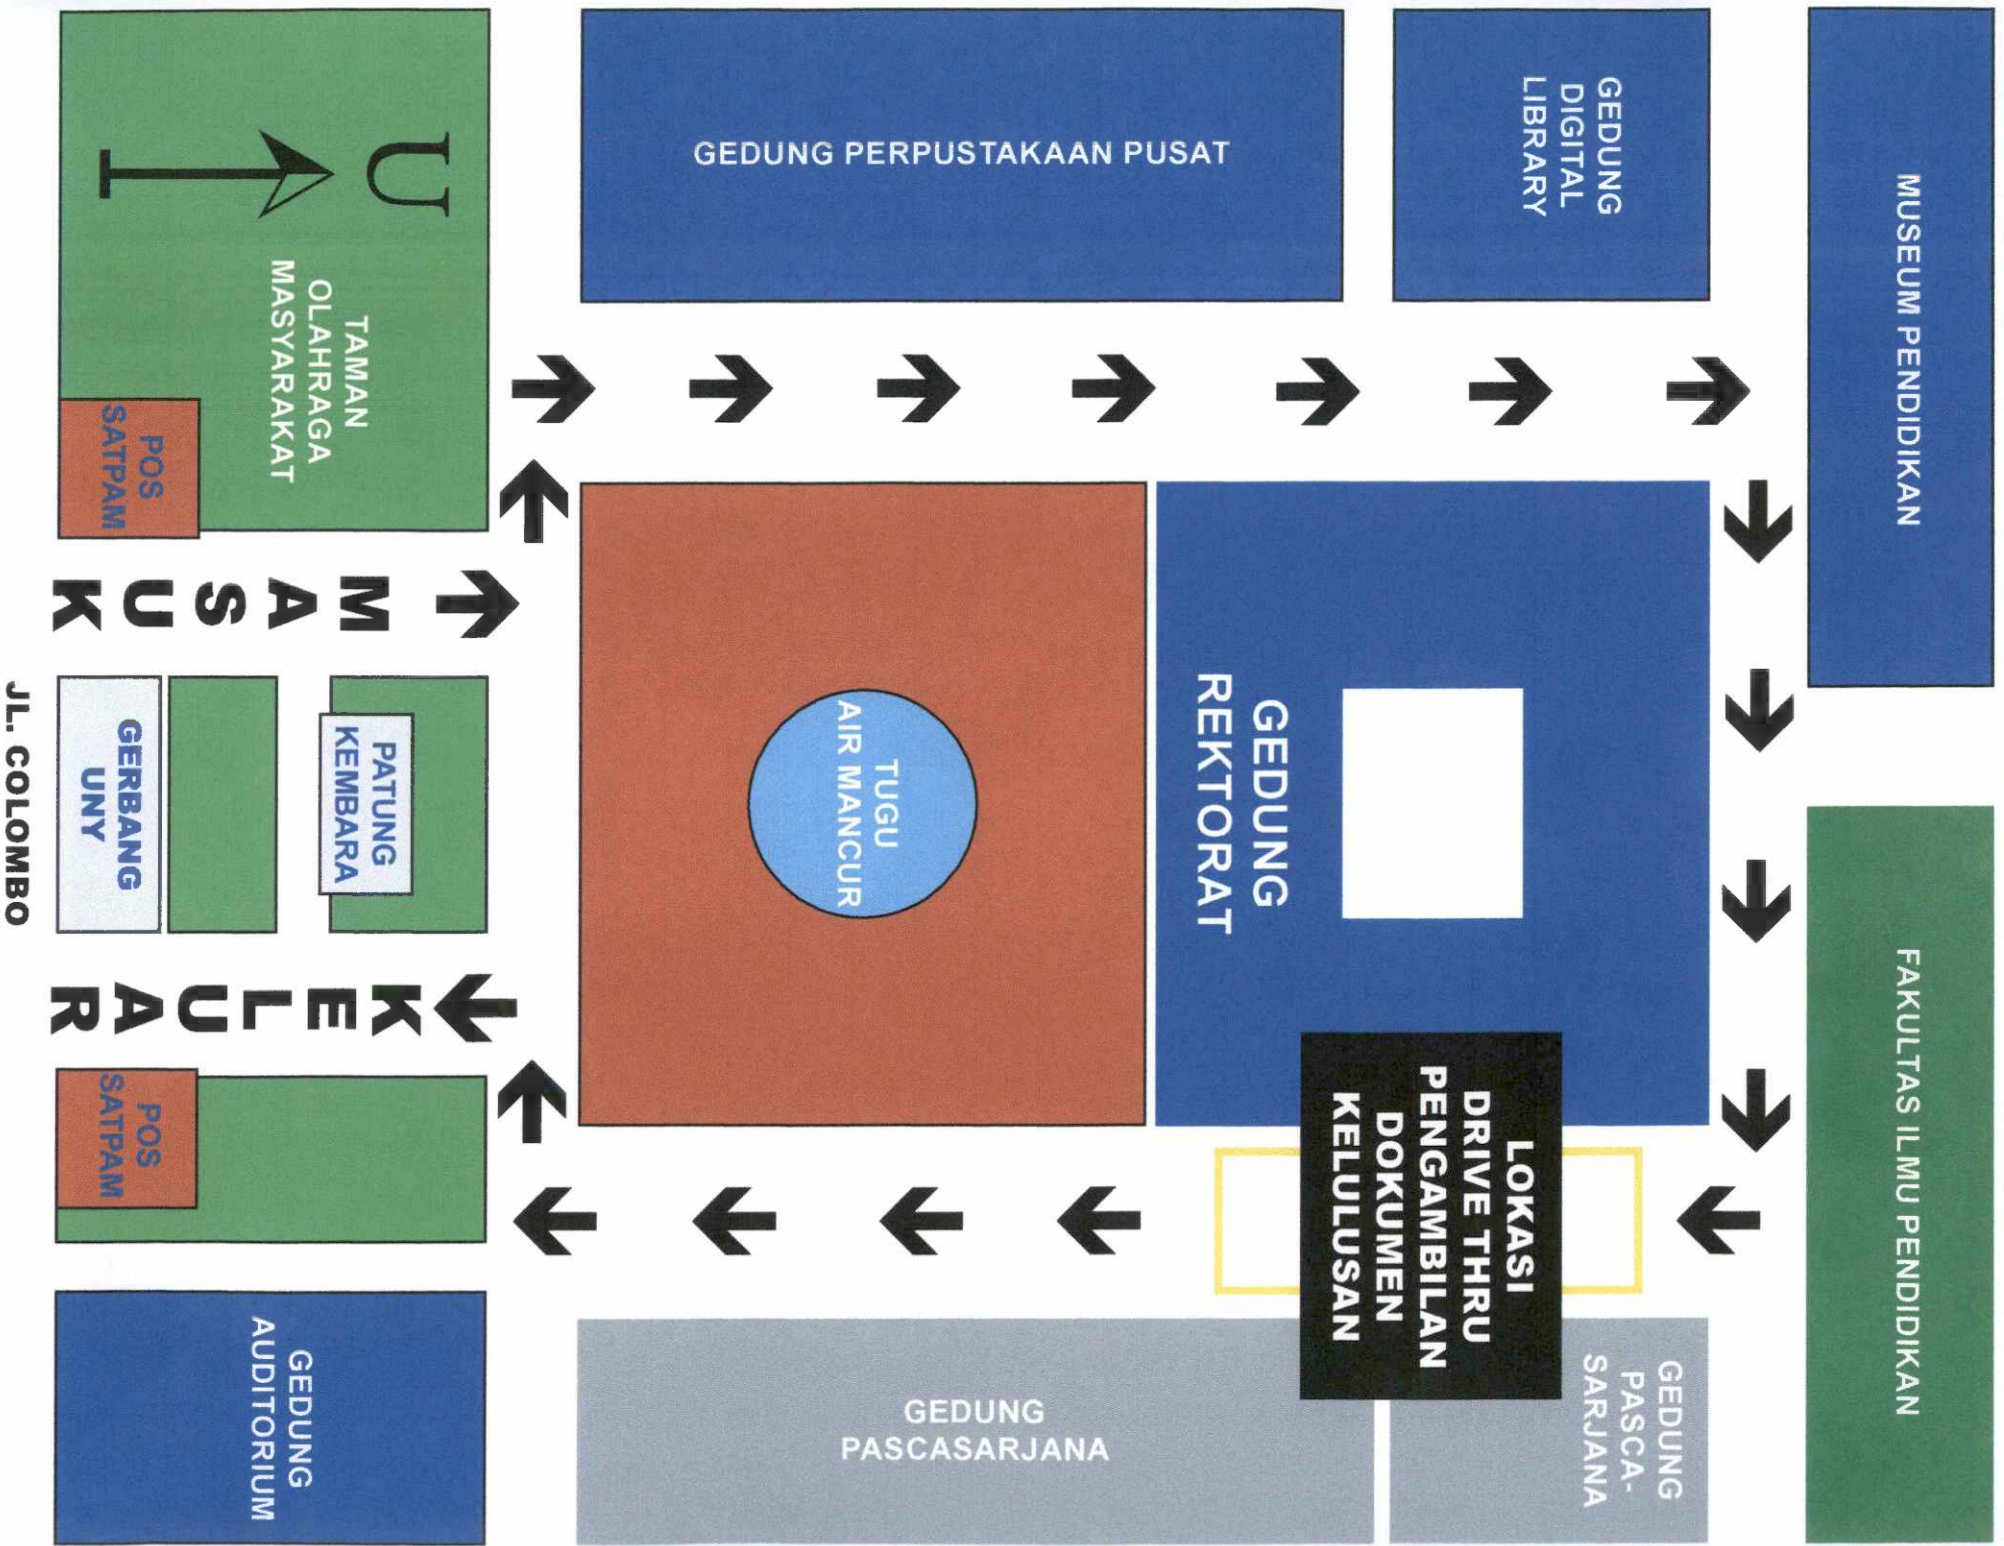 MUSEUM PENDIDIKAN
FAKULTAS ILMU PENDIDIKAN
GEDUNG
DIGITAL
LIBRARY
GEDUNG
PASCA-
SARJANA
LOKASI
DRIVE THRU
PENGAMBILAN
DOKUMEN
KELULUSAN
GEDUNG
REKTORAT
GEDUNG PERPUSTAKAAN PUSAT
TUGU
AIR MANCUR
GEDUNG
PASCASARJANA
U
TAMAN
OLAHRAGA
MASYARAKAT
MASUK
PATUNG
KEMBARA
KELUAR
GEDUNG
AUDITORIUM
POS
SATPAM
GERBANG
UNY
POS
SATPAM
JL. COLOMBO